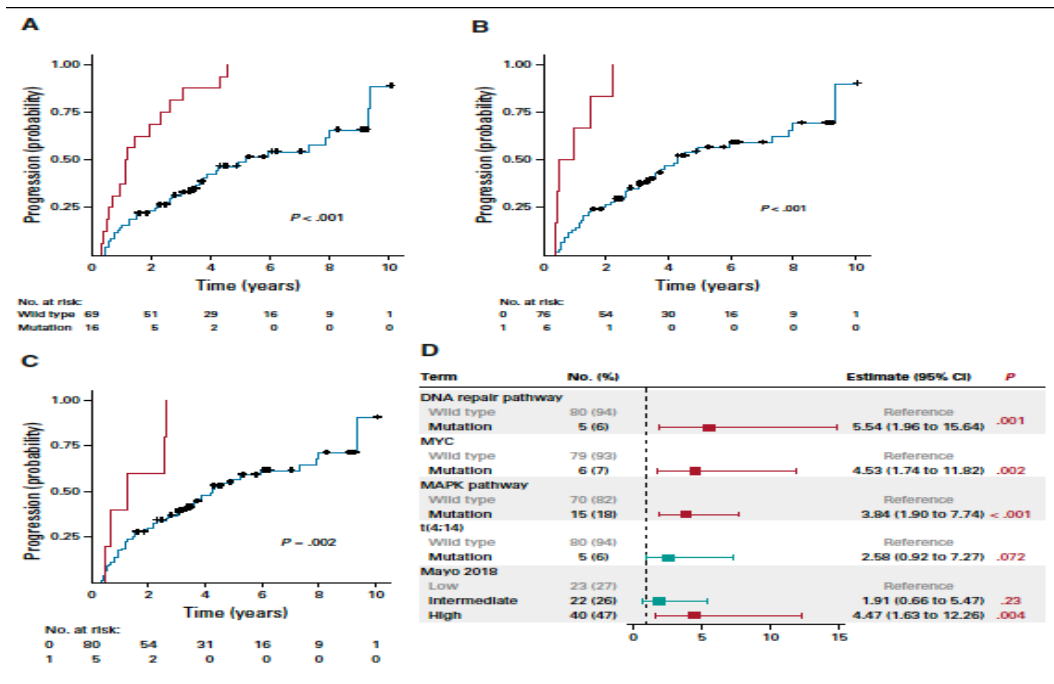 A
Progression (probability)
1.00
0.75
0.50
0.25
P < .001
0 2 4 6 8 10
Time (years)
No. at risk:
Wild type 69 51 29 16 9 1
Mutation 16 5 2 0 0 0
B
Progression (probability)
1.00
0.75
0.50
0.25
P < .001
0 2 4 6 8 10
Time (years)
No. at risk:
0 76 54 30 16 9 1
1 6 1 0 0 0 0
C
Progression (probability)
1.00
0.75
0.50
0.25
P = .002
0 2 4 6 8 10
Time (years)
No. at risk:
0 80 54 31 16 9 1
1 5 2 0 0 0 0
D
Term No. (%) Estimate (95% CI) P
DNA repair pathway
Wild type 80 (94) Reference
Mutation 5 (6) 5.54 (1.96 to 15.64) .001
MYC
Wild type 79 (93) Reference
Mutation 6 (7) 4.53 (1.74 to 11.82) .002
MAPK pathway
Wild type 70 (82) Reference
Mutation 15 (18) 3.84 (1.90 to 7.74) < .001
t(4;14)
Wild type 80 (94) Reference
Mutation 5 (6) 2.58 (0.92 to 7.27) .072
Mayo 2018
Low 23 (27) Reference
Intermediate 22 (26) 1.91 (0.66 to 5.47) .23
High 40 (47) 4.47 (1.63 to 12.26) .004
0 5 10 15